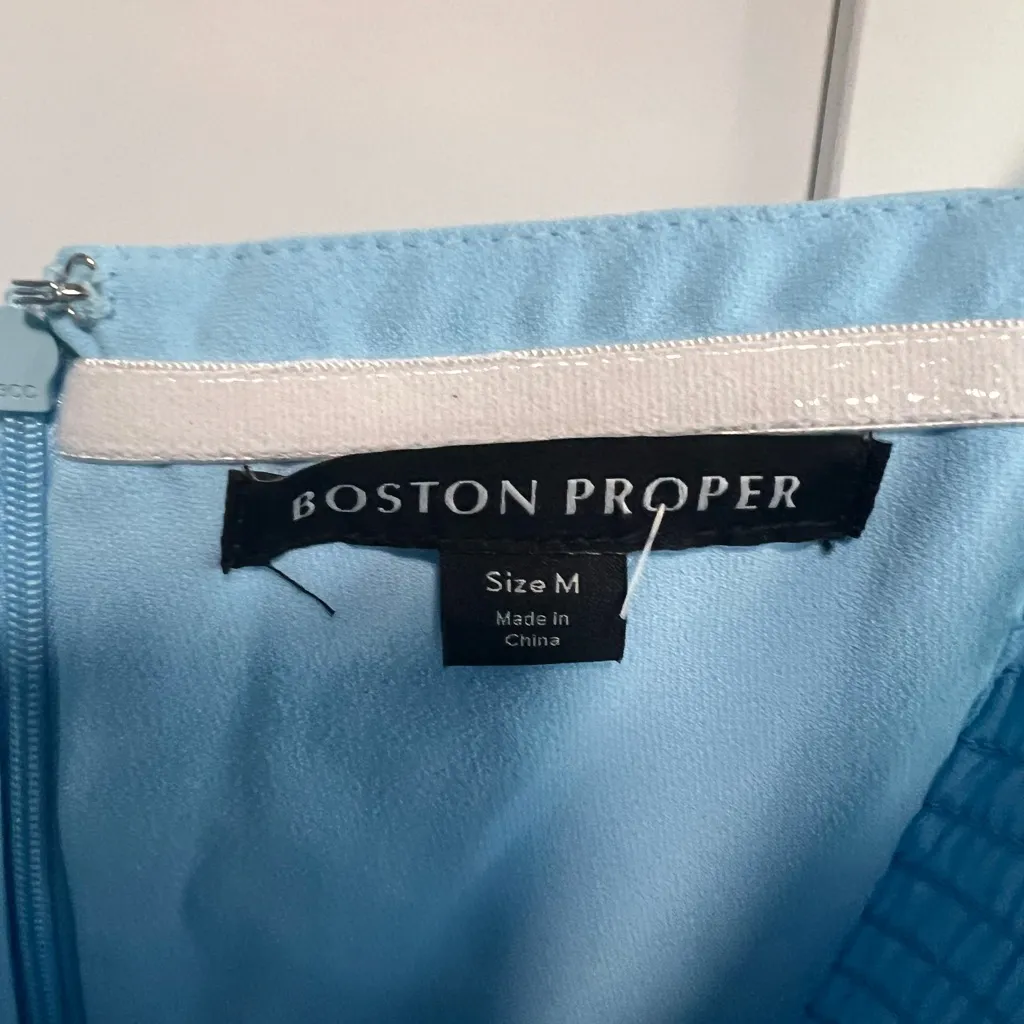 BOSTON PROPER
Size M
Made in
China